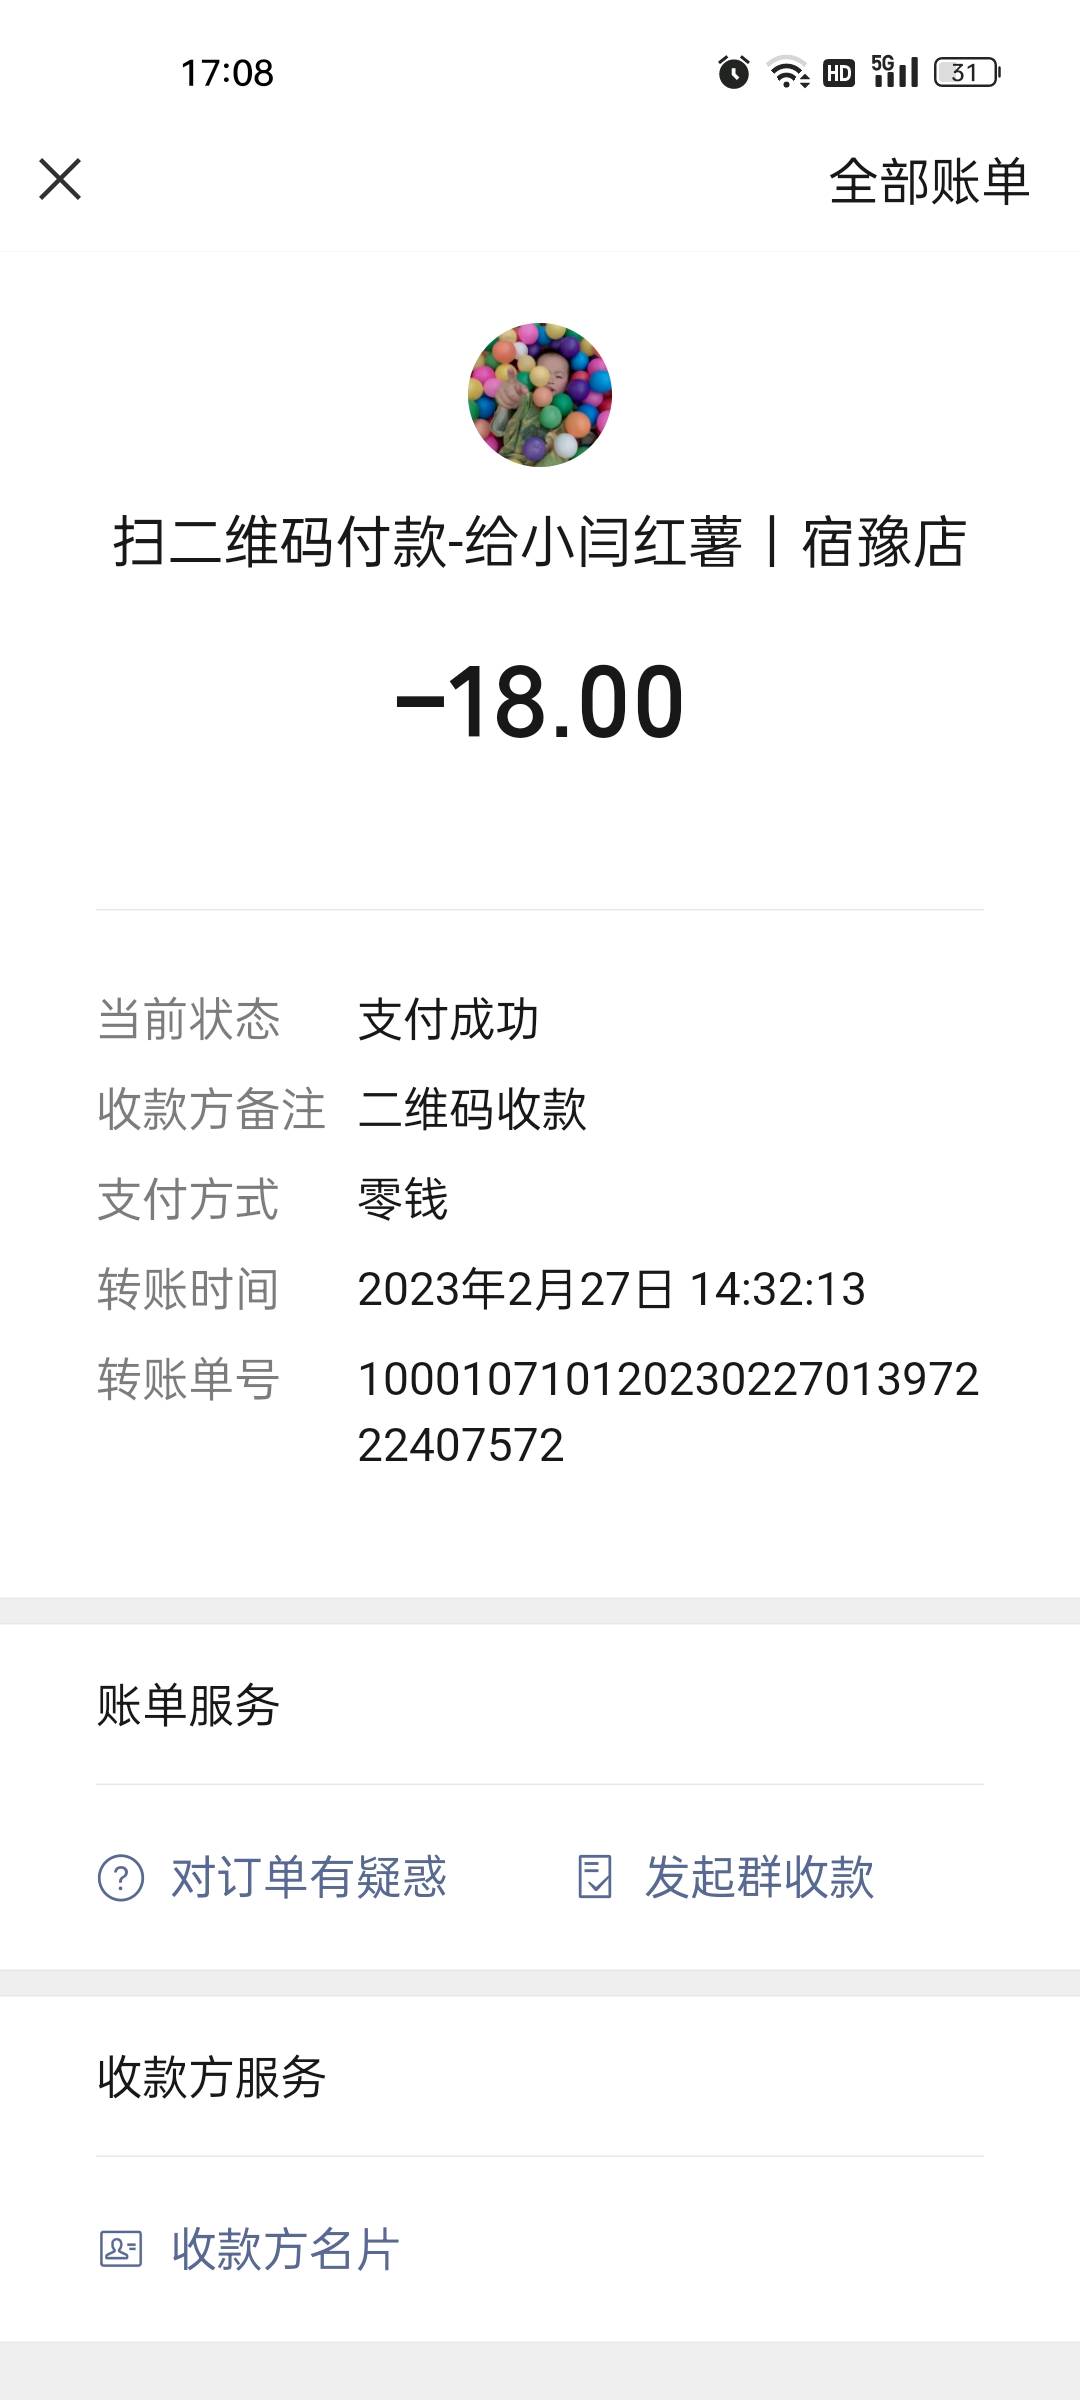 17:08 HD 5G 31
全部账单
扫二维码付款-给小闫红薯丨宿豫店
-18.00
当前状态 支付成功
收款方备注 二维码收款
支付方式 零钱
转账时间 2023年2月27日 14:32:13
转账单号 100010710120230227013972
22407572
账单服务
对订单有疑惑 发起群收款
收款方服务
收款方名片